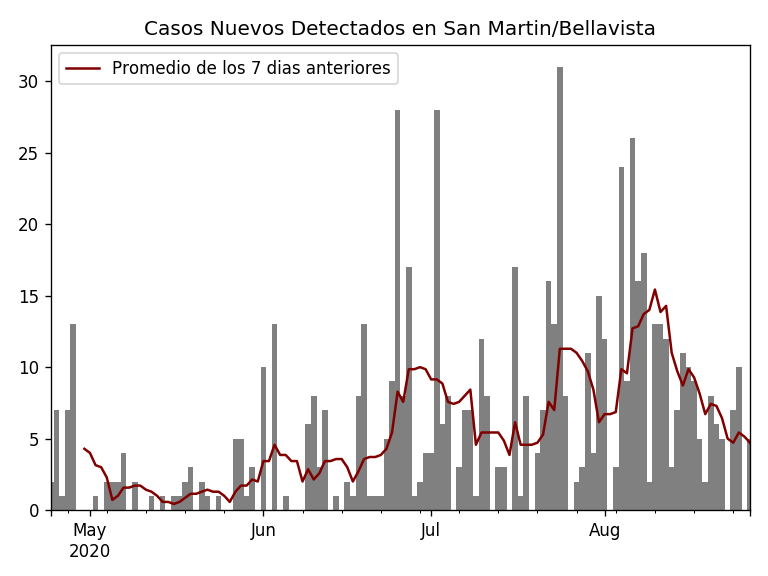 Casos Nuevos Detectados en San Martin/Bellavista
Promedio de los 7 dias anteriores
30
25
20
15
10
5
0
May Jun Jul Aug
2020